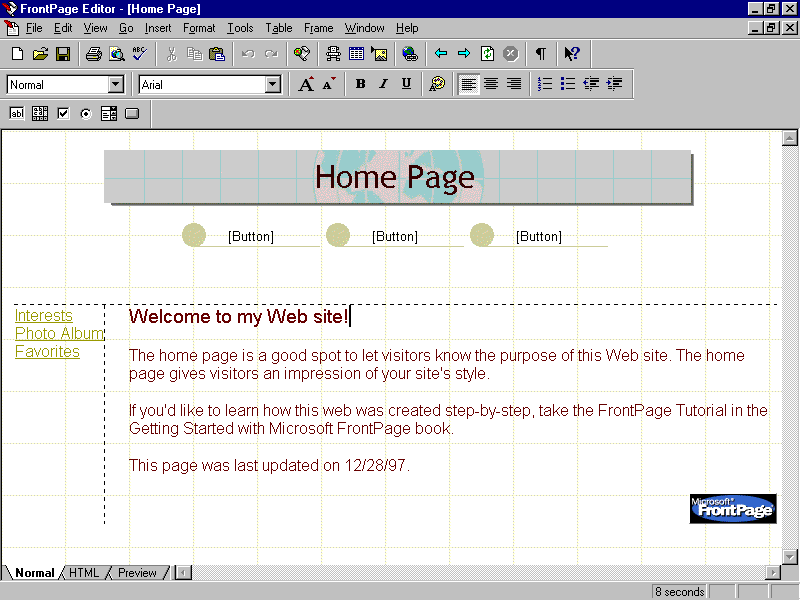 FrontPage Editor - [Home Page]
File Edit View Go Insert Format Tools Table Frame Window Help
ABC
Normal Arial A A B I U
abl
Home Page
[Button] [Button] [Button]
Interests
Photo Album
Favorites
Welcome to my Web site!
The home page is a good spot to let visitors know the purpose of this Web site. The home
page gives visitors an impression of your site's style.
If you'd like to learn how this web was created step-by-step, take the FrontPage Tutorial in the
Getting Started with Microsoft FrontPage book.
This page was last updated on 12/28/97.
Microsoft
FrontPage
Normal HTML Preview
8 seconds